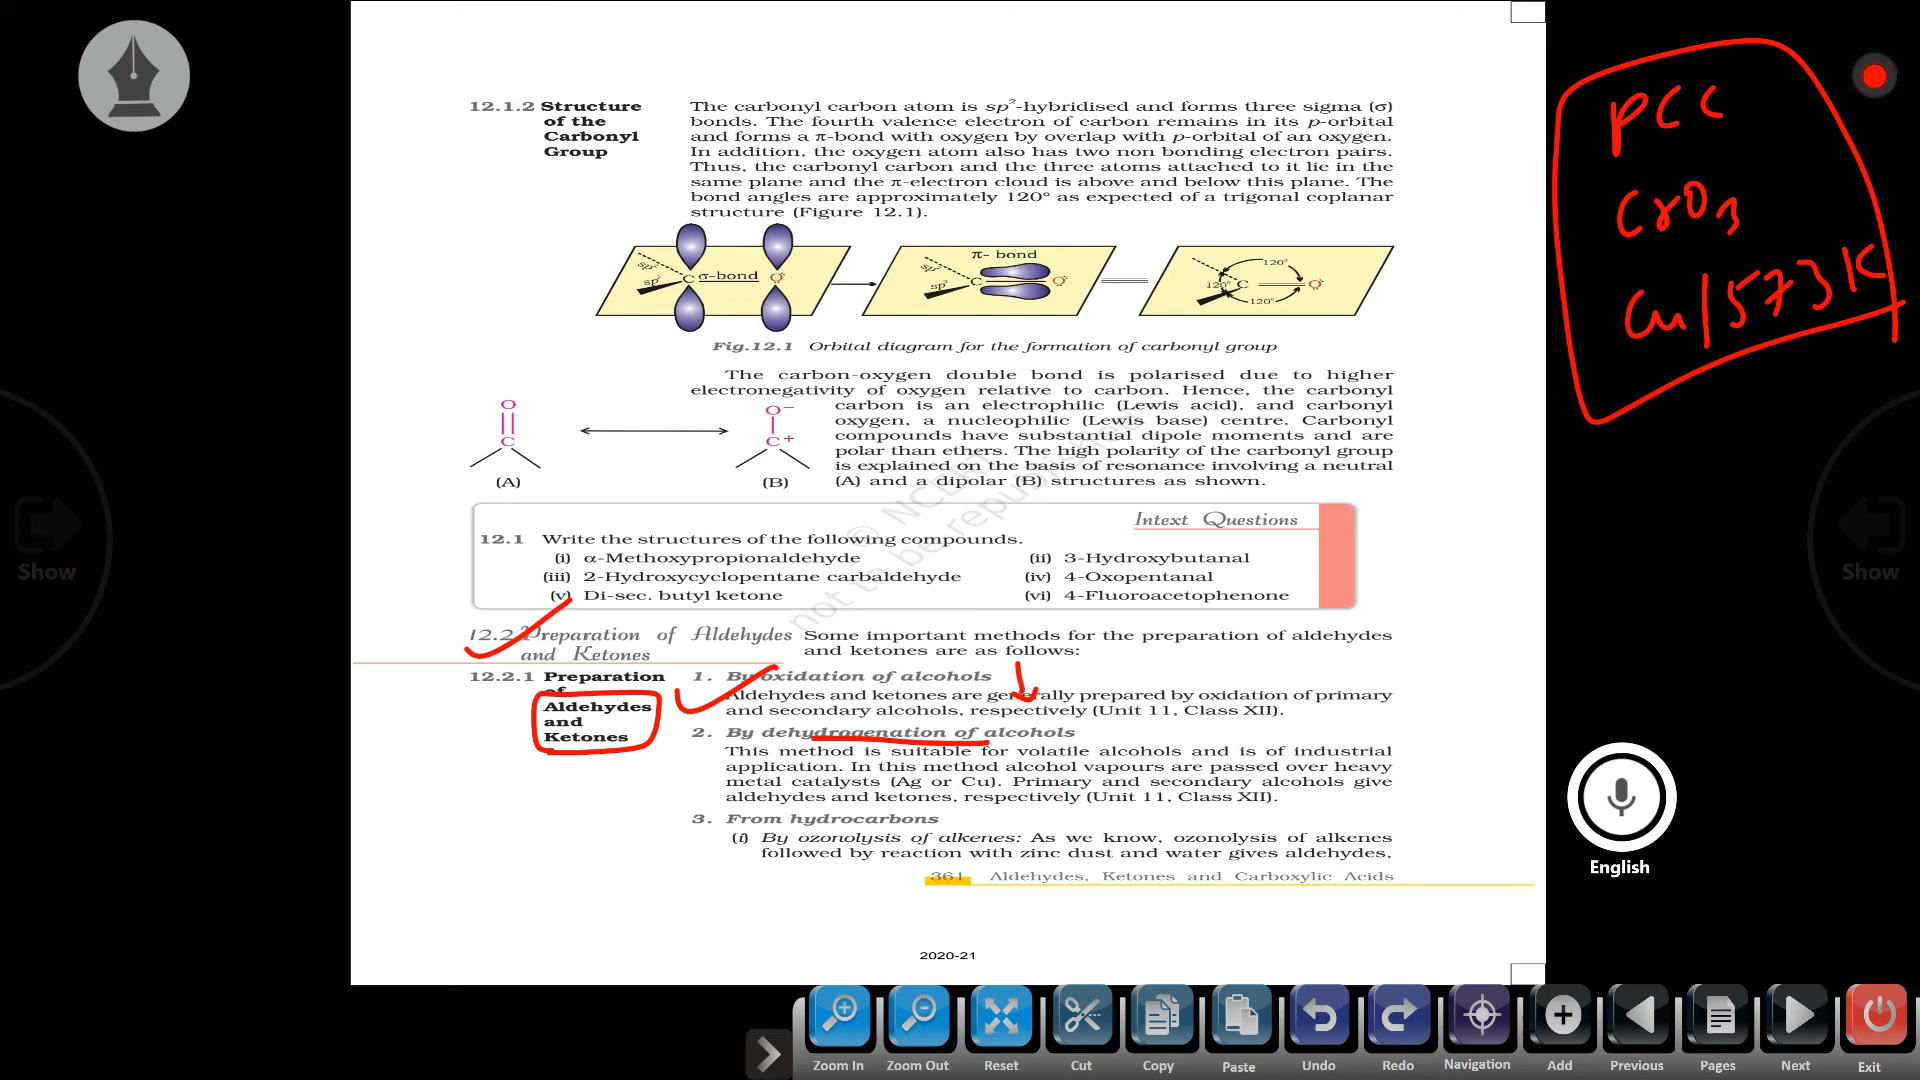 12.1.2 Structure of the Carbonyl Group
The carbonyl carbon atom is sp²-hybridised and forms three sigma (σ)
bonds. The fourth valence electron of carbon remains in its p-orbital
and forms a π-bond with oxygen by overlap with p-orbital of an oxygen.
In addition, the oxygen atom also has two non bonding electron pairs.
Thus, the carbonyl carbon and the three atoms attached to it lie in the
same plane and the π-electron cloud is above and below this plane. The
bond angles are approximately 120° as expected of a trigonal coplanar
structure (Figure 12.1).
PCC
CrO3
Cu/573K
sp² sp² C σ-bond O
π- bond sp² sp² C O
120° 120° C O 120°
Fig.12.1 Orbital diagram for the formation of carbonyl group
The carbon-oxygen double bond is polarised due to higher
electronegativity of oxygen relative to carbon. Hence, the carbonyl
carbon is an electrophilic (Lewis acid), and carbonyl
oxygen, a nucleophilic (Lewis base) centre. Carbonyl
compounds have substantial dipole moments and are
polar than ethers. The high polarity of the carbonyl group
is explained on the basis of resonance involving a neutral
(A) and a dipolar (B) structures as shown.
O
C
(A)
O–
C+
(B)
© NCERT
not to be republished
Intext Questions
12.1 Write the structures of the following compounds.
(i) α-Methoxypropionaldehyde (ii) 3-Hydroxybutanal
(iii) 2-Hydroxycyclopentane carbaldehyde (iv) 4-Oxopentanal
(v) Di-sec. butyl ketone (vi) 4-Fluoroacetophenone
12.2 Preparation of Aldehydes
and Ketones
Some important methods for the preparation of aldehydes
and ketones are as follows:
12.2.1 Preparation
of
Aldehydes
and
Ketones
1. By oxidation of alcohols
Aldehydes and ketones are generally prepared by oxidation of primary
and secondary alcohols, respectively (Unit 11, Class XII).
2. By dehydrogenation of alcohols
This method is suitable for volatile alcohols and is of industrial
application. In this method alcohol vapours are passed over heavy
metal catalysts (Ag or Cu). Primary and secondary alcohols give
aldehydes and ketones, respectively (Unit 11, Class XII).
3. From hydrocarbons
(i) By ozonolysis of alkenes: As we know, ozonolysis of alkenes
followed by reaction with zinc dust and water gives aldehydes,
361 Aldehydes, Ketones and Carboxylic Acids
2020-21
Show
Show
English
Zoom In Zoom Out Reset Cut Copy Paste Undo Redo Navigation Add Previous Pages Next Exit